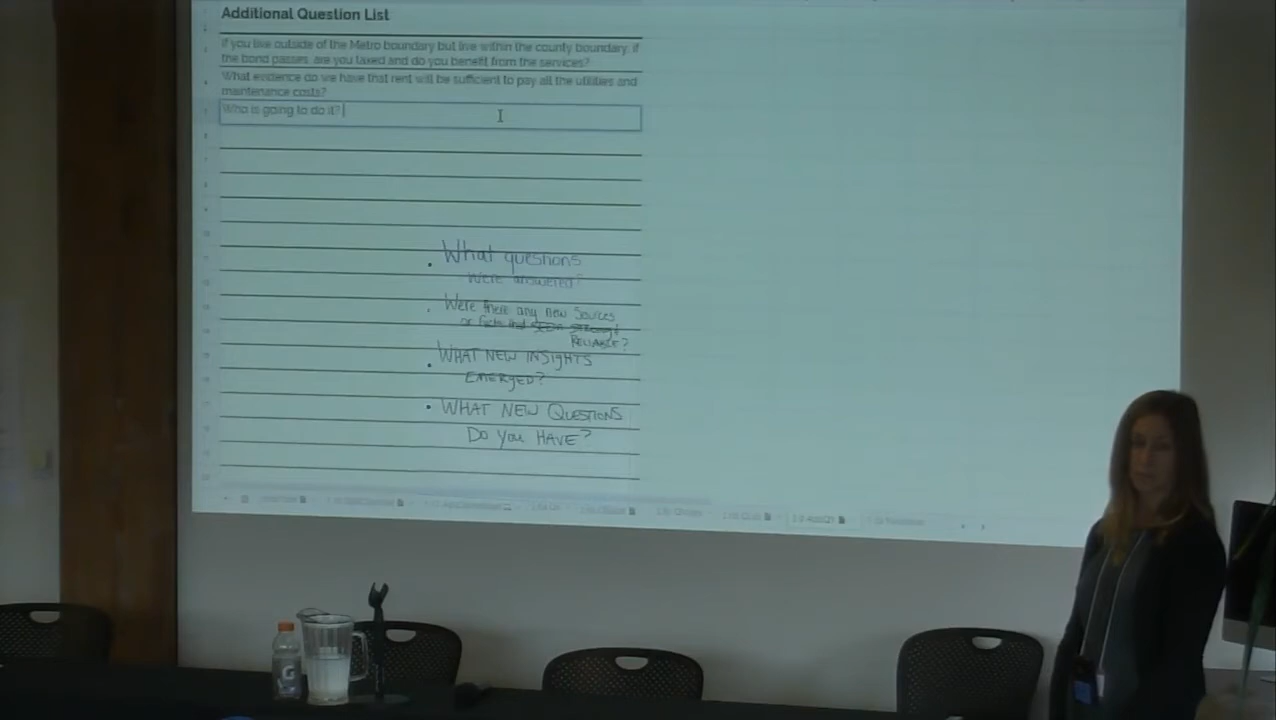 Additional Question List
If you live outside of the Metro boundary but live within the county boundary, if
the bond passes, are you taxed and do you benefit from the services?
What evidence do we have that rent will be sufficient to pay all the utilities and
maintenance costs?
Who is going to do it?
• What questions
were answered?
• Were there any new sources
or facts that seem strongest
RELIABLE?
• WHAT NEW INSIGHTS
EMERGED?
• WHAT NEW QUESTIONS
DO YOU HAVE?
G